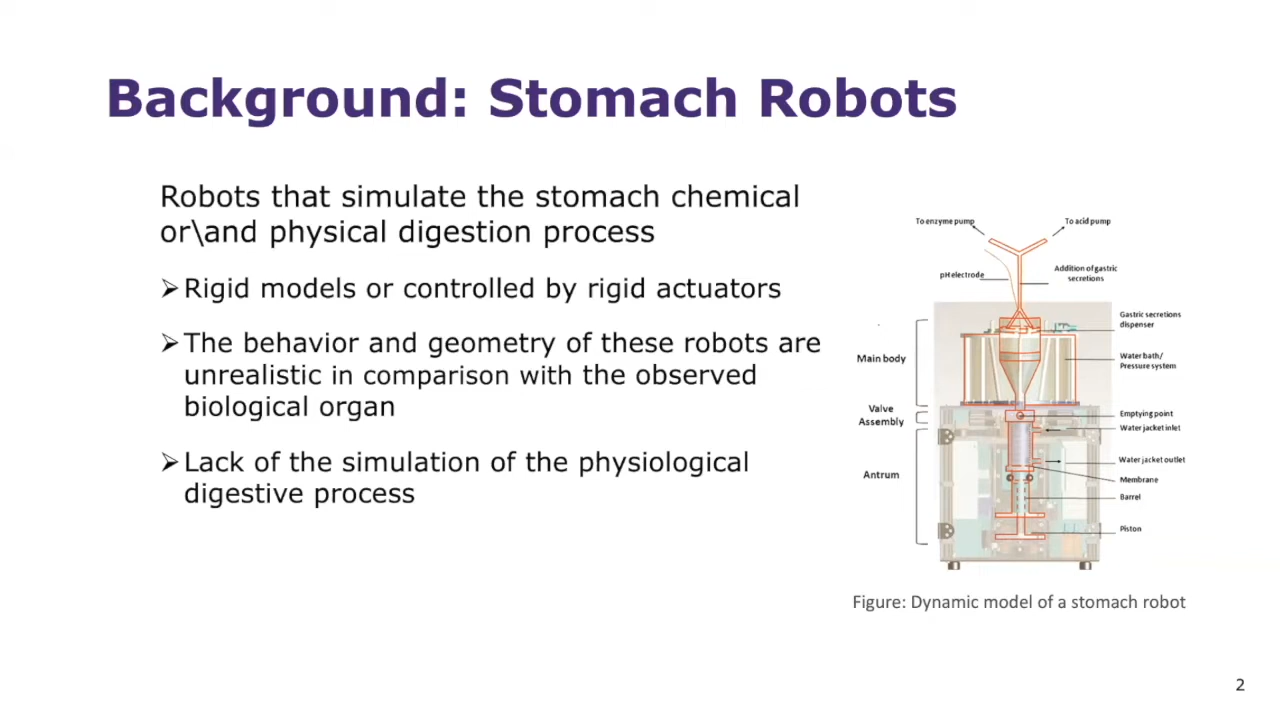 Background: Stomach Robots
Robots that simulate the stomach chemical
or\and physical digestion process
➢Rigid models or controlled by rigid actuators
➢The behavior and geometry of these robots are
unrealistic in comparison with the observed
biological organ
➢Lack of the simulation of the physiological
digestive process
To enzyme pump
To acid pump
pH electrode
Addition of gastric
secretions
Gastric secretions
dispenser
Main body
Water bath/
Pressure system
Valve
Assembly
Emptying point
Water jacket inlet
Antrum
Water jacket outlet
Membrane
Barrel
Piston
Figure: Dynamic model of a stomach robot
2